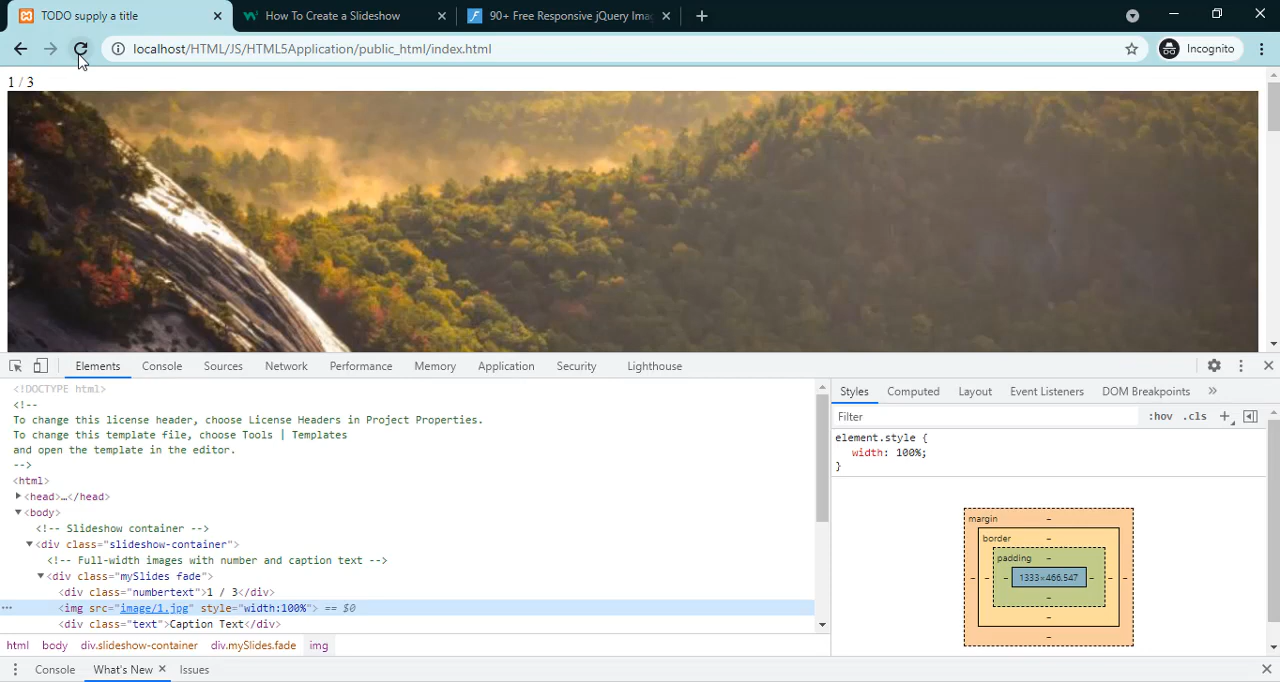 TODO supply a title
How To Create a Slideshow
90+ Free Responsive jQuery Imag
localhost/HTML/JS/HTML5Application/public_html/index.html
Incognito
1 / 3
Elements Console Sources Network Performance Memory Application Security Lighthouse
<!DOCTYPE html>
<!--
To change this license header, choose License Headers in Project Properties.
To change this template file, choose Tools | Templates
and open the template in the editor.
-->
<html>
<head>…</head>
<body>
<!-- Slideshow container -->
<div class="slideshow-container">
<!-- Full-width images with number and caption text -->
<div class="mySlides fade">
<div class="numbertext">1 / 3</div>
<img src="image/1.jpg" style="width:100%"> == $0
<div class="text">Caption Text</div>
html body div.slideshow-container div.mySlides.fade img
Styles Computed Layout Event Listeners DOM Breakpoints »
Filter :hov .cls +
element.style {
width: 100%;
}
margin –
border –
padding –
– – – 1333×466.547 – – –
–
–
–
Console What's New Issues